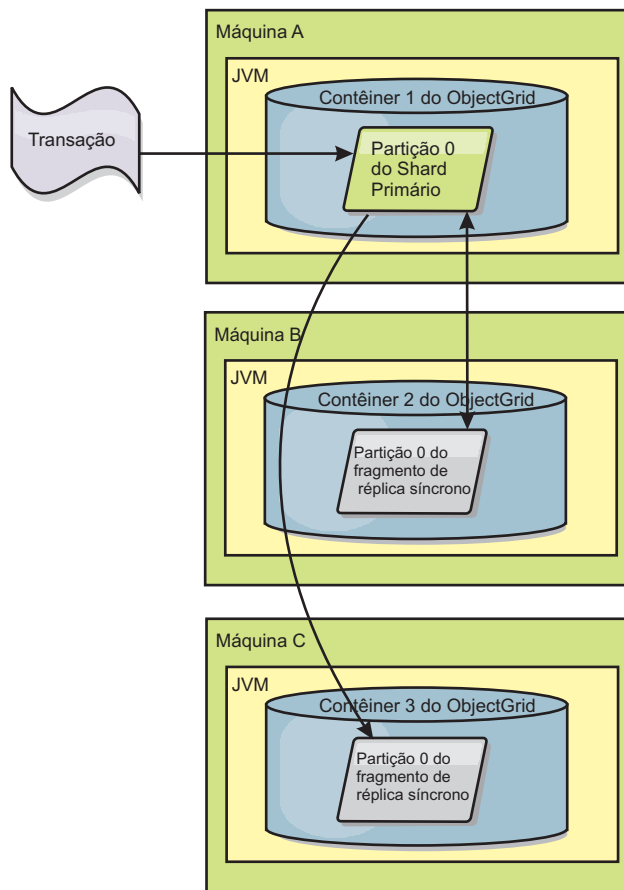 Máquina A
JVM
Contêiner 1 do ObjectGrid
Transação
Partição 0
do Shard
Primário
Máquina B
JVM
Contêiner 2 do ObjectGrid
Partição 0 do
fragmento de
réplica síncrono
Máquina C
JVM
Contêiner 3 do ObjectGrid
Partição 0 do
fragmento de
réplica síncrono